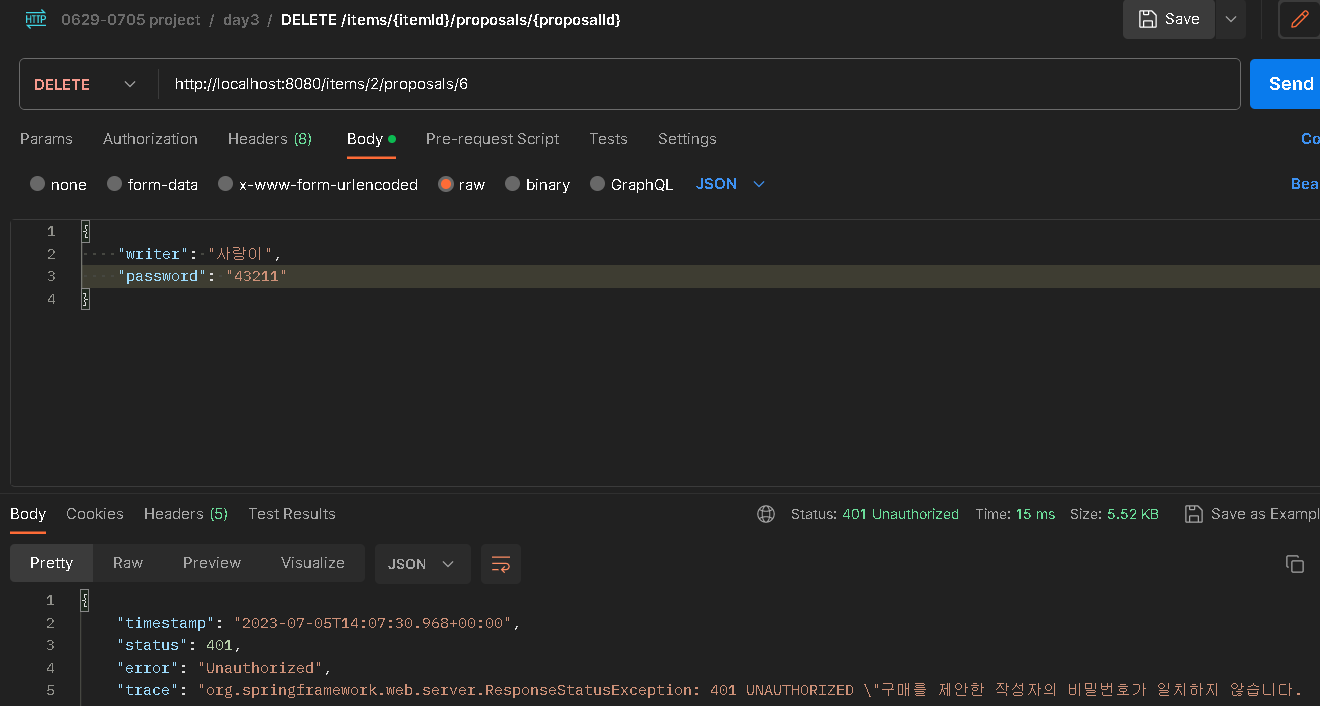 HTTP 0629-0705 project / day3 / DELETE /items/{itemId}/proposals/{proposalId} Save
DELETE http://localhost:8080/items/2/proposals/6 Send
Params Authorization Headers (8) Body Pre-request Script Tests Settings Co
none form-data x-www-form-urlencoded raw binary GraphQL JSON Bea
1 {
2 "writer": "사랑이",
3 "password": "43211"
4 }
Body Cookies Headers (5) Test Results Status: 401 Unauthorized Time: 15 ms Size: 5.52 KB Save as Exampl
Pretty Raw Preview Visualize JSON
1 {
2 "timestamp": "2023-07-05T14:07:30.968+00:00",
3 "status": 401,
4 "error": "Unauthorized",
5 "trace": "org.springframework.web.server.ResponseStatusException: 401 UNAUTHORIZED \"구매를 제안한 작성자의 비밀번호가 일치하지 않습니다.